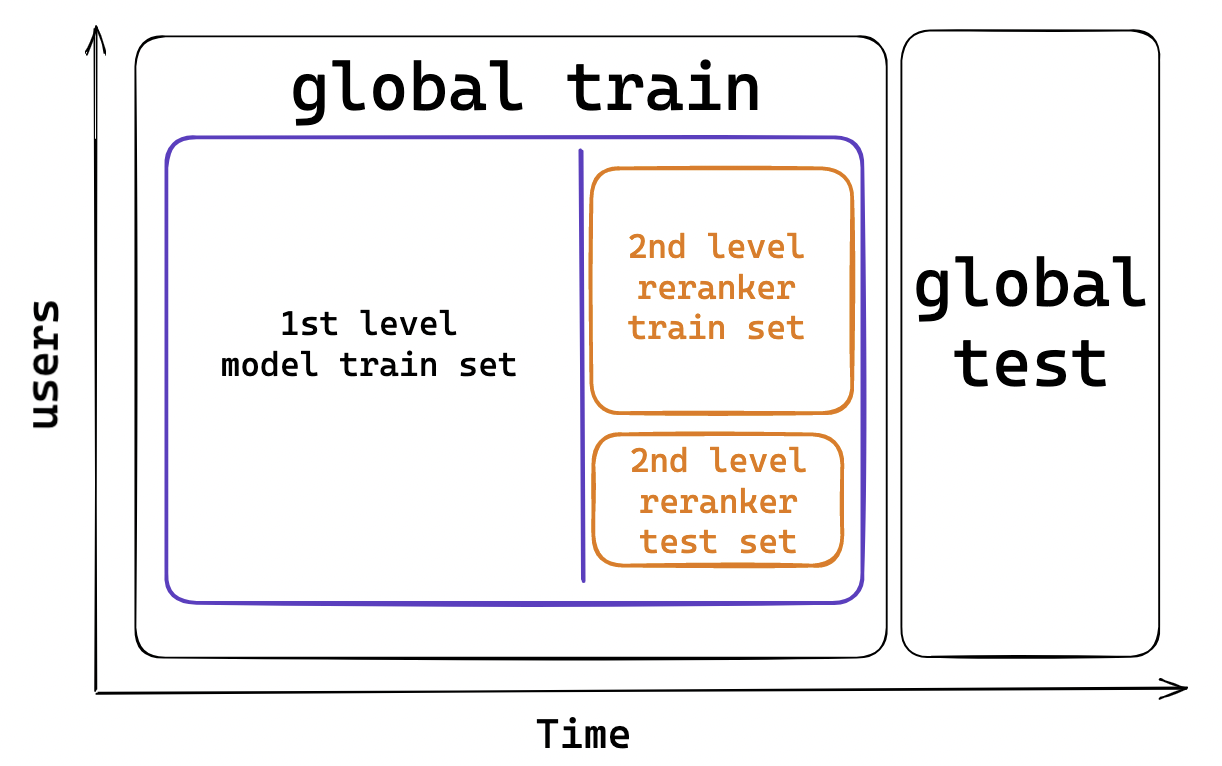 global train
1st level
model train set
2nd level
reranker
train set
2nd level
reranker
test set
global
test
users
Time